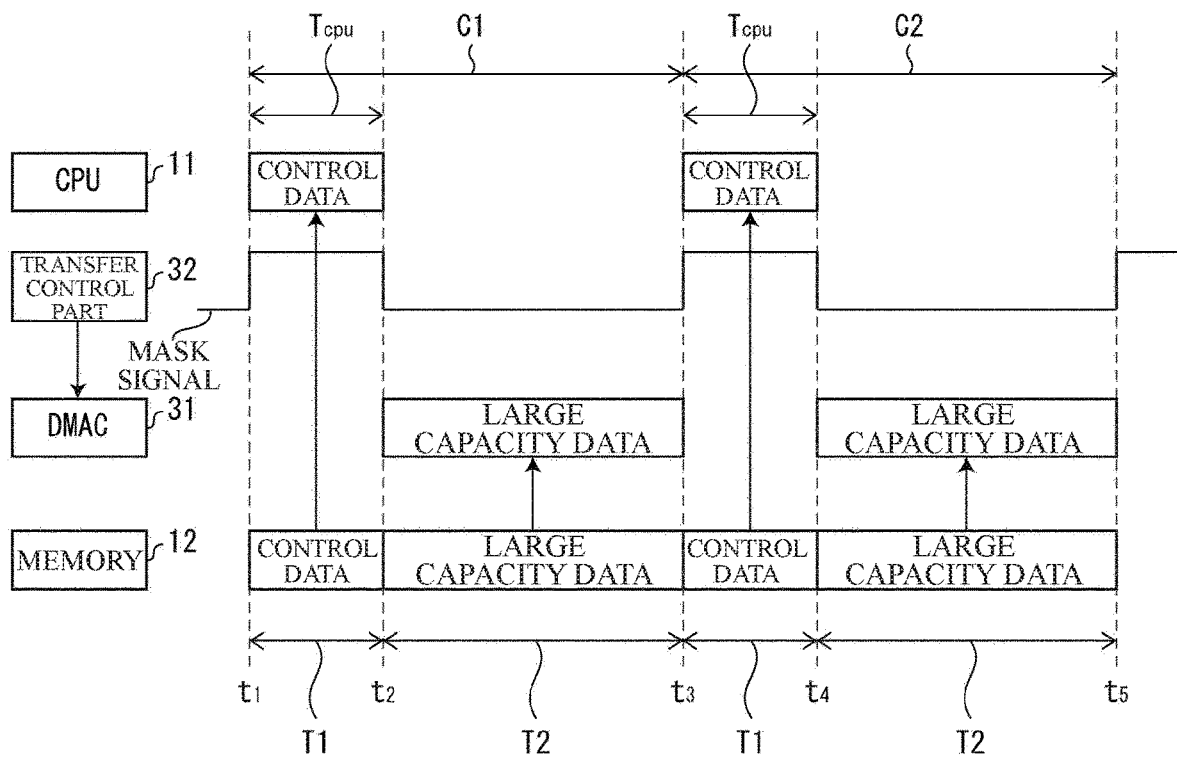 Tcpu C1 Tcpu C2
CPU 11 CONTROL CONTROL
DATA DATA
TRANSFER 32
CONTROL
PART
MASK
SIGNAL
DMAC 31 LARGE LARGE
CAPACITY DATA CAPACITY DATA
MEMORY 12 CONTROL LARGE CONTROL LARGE
DATA CAPACITY DATA DATA CAPACITY DATA
t1 t2 t3 t4 t5
T1 T2 T1 T2